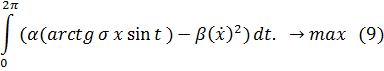 ∫₀^{2π} (α(arctg σ x sin t) − β(ẋ)²) dt. → max (9)